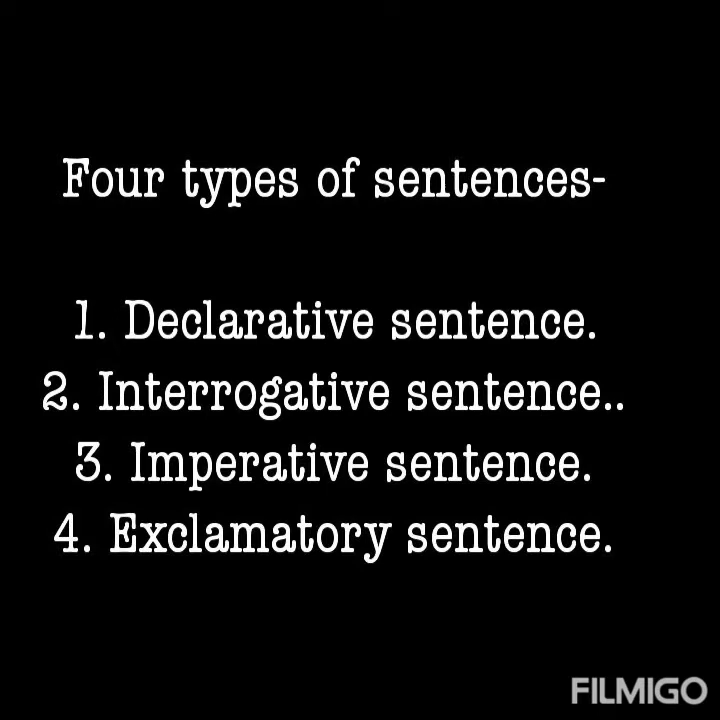 Four types of sentences-
1. Declarative sentence.
2. Interrogative sentence..
3. Imperative sentence.
4. Exclamatory sentence.
FILMIGO